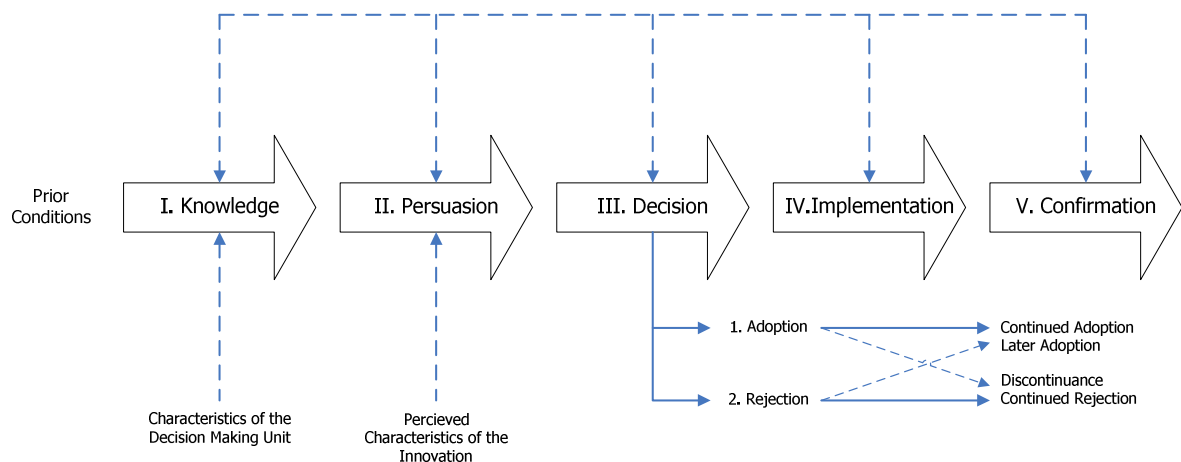 Prior
Conditions
I. Knowledge
II. Persuasion
III. Decision
IV.Implementation
V. Confirmation
1. Adoption
Continued Adoption
Later Adoption
Discontinuance
2. Rejection
Continued Rejection
Characteristics of the
Decision Making Unit
Percieved
Characteristics of the
Innovation